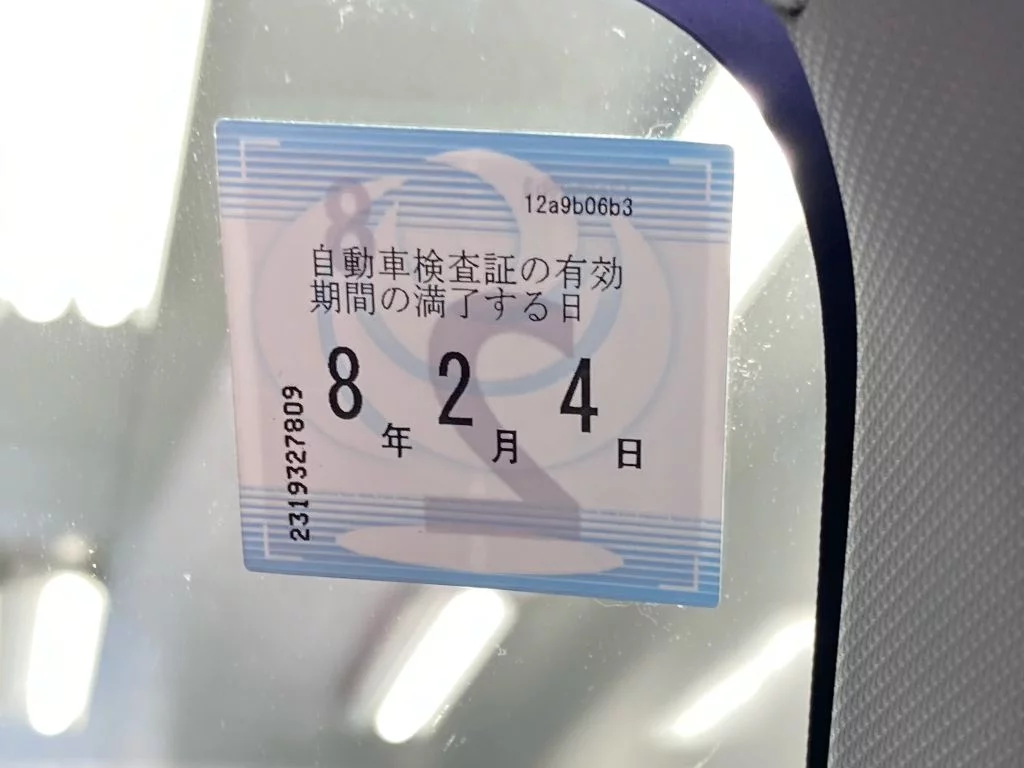 12a9b06b3
自動車検査証の有効
期間の満了する日
8年 2月 4日
2319327809